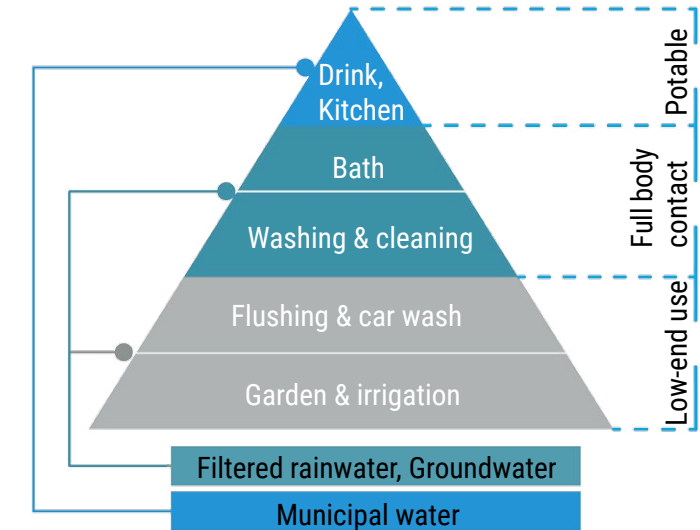 Drink,
Kitchen
Bath
Washing & cleaning
Flushing & car wash
Garden & irrigation
Potable
Full body
contact
Low-end use
Filtered rainwater, Groundwater
Municipal water